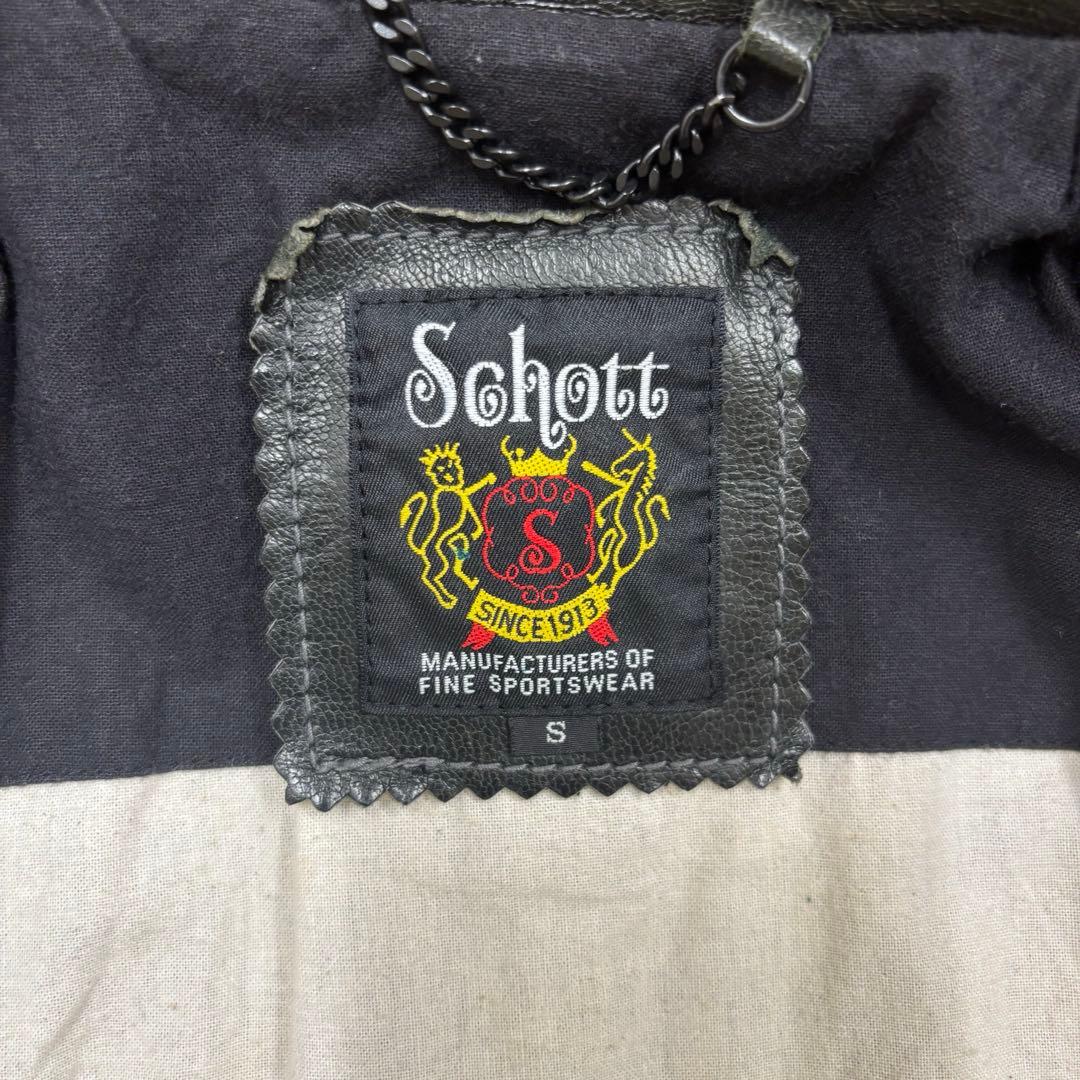 Schott
S
SINCE 1913
MANUFACTURERS OF
FINE SPORTSWEAR
S